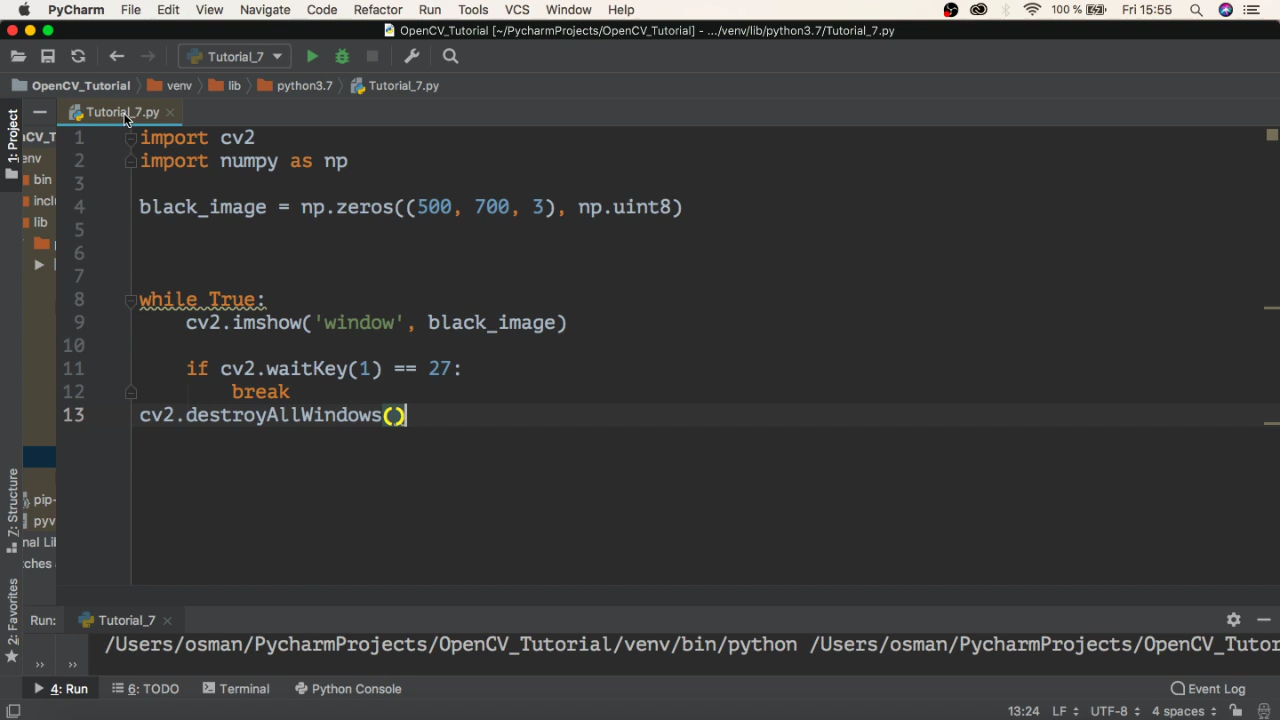 PyCharm File Edit View Navigate Code Refactor Run Tools VCS Window Help 100 % Fri 15:55
OpenCV_Tutorial [~/PycharmProjects/OpenCV_Tutorial] - .../venv/lib/python3.7/Tutorial_7.py
Tutorial_7
OpenCV_Tutorial venv lib python3.7 Tutorial_7.py
1: Project
Tutorial_7.py
nCV_T
env
bin
inclu
lib
p
pip-
pyv
nal Lil
tches a
1 import cv2
2 import numpy as np
3
4 black_image = np.zeros((500, 700, 3), np.uint8)
5
6
7
8 while True:
9 cv2.imshow('window', black_image)
10
11 if cv2.waitKey(1) == 27:
12 break
13 cv2.destroyAllWindows()
7: Structure
2: Favorites
Run: Tutorial_7
/Users/osman/PycharmProjects/OpenCV_Tutorial/venv/bin/python /Users/osman/PycharmProjects/OpenCV_Tutor
4: Run 6: TODO Terminal Python Console Event Log
13:24 LF UTF-8 4 spaces